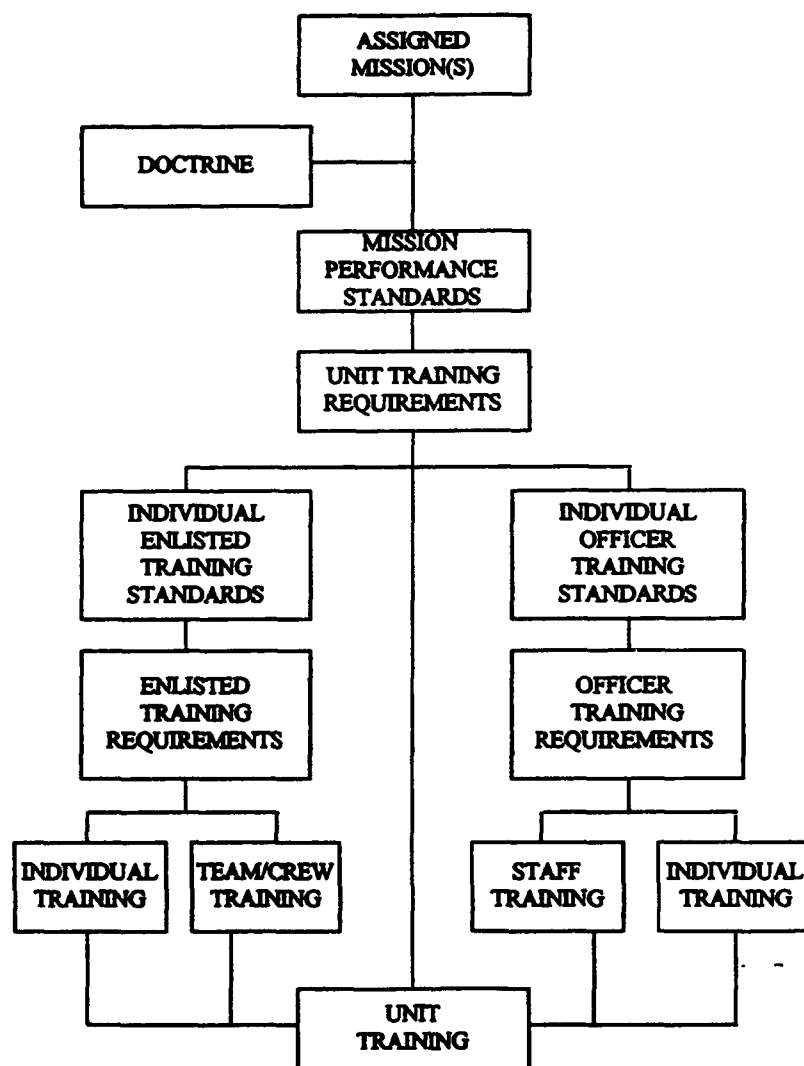 ASSIGNED
MISSION(S)
DOCTRINE
MISSION
PERFORMANCE
STANDARDS
UNIT TRAINING
REQUIREMENTS
INDIVIDUAL
ENLISTED
TRAINING
STANDARDS
INDIVIDUAL
OFFICER
TRAINING
STANDARDS
ENLISTED
TRAINING
REQUIREMENTS
OFFICER
TRAINING
REQUIREMENTS
INDIVIDUAL
TRAINING
TEAM/CREW
TRAINING
STAFF
TRAINING
INDIVIDUAL
TRAINING
UNIT
TRAINING